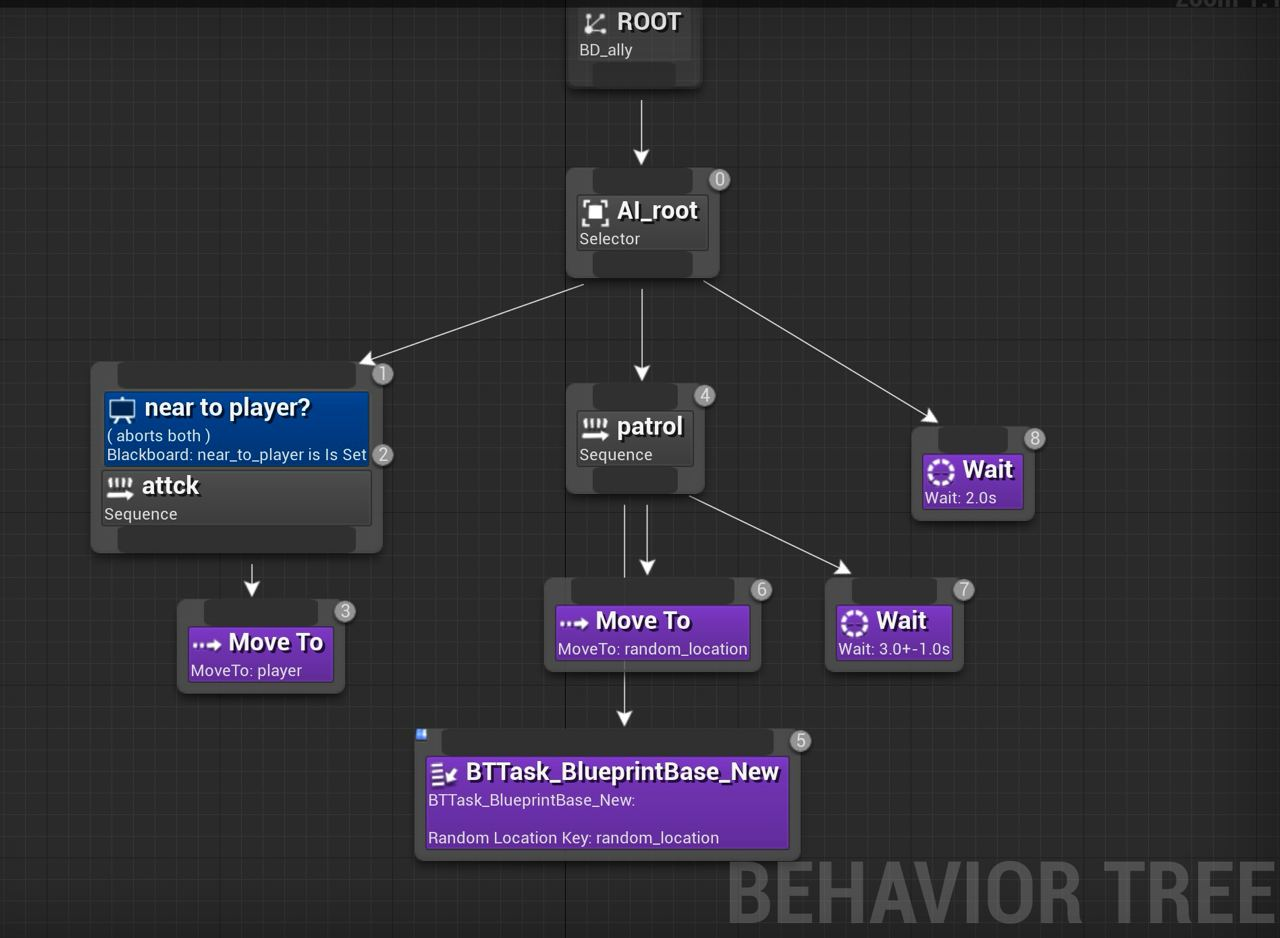 ROOT
BD_ally
0
AI_root
Selector
1
near to player?
( aborts both )
Blackboard: near_to_player is Is Set
2
attck
Sequence
3
Move To
MoveTo: player
4
patrol
Sequence
5
BTTask_BlueprintBase_New
BTTask_BlueprintBase_New:
Random Location Key: random_location
6
Move To
MoveTo: random_location
7
Wait
Wait: 3.0+-1.0s
8
Wait
Wait: 2.0s
BEHAVIOR TREE